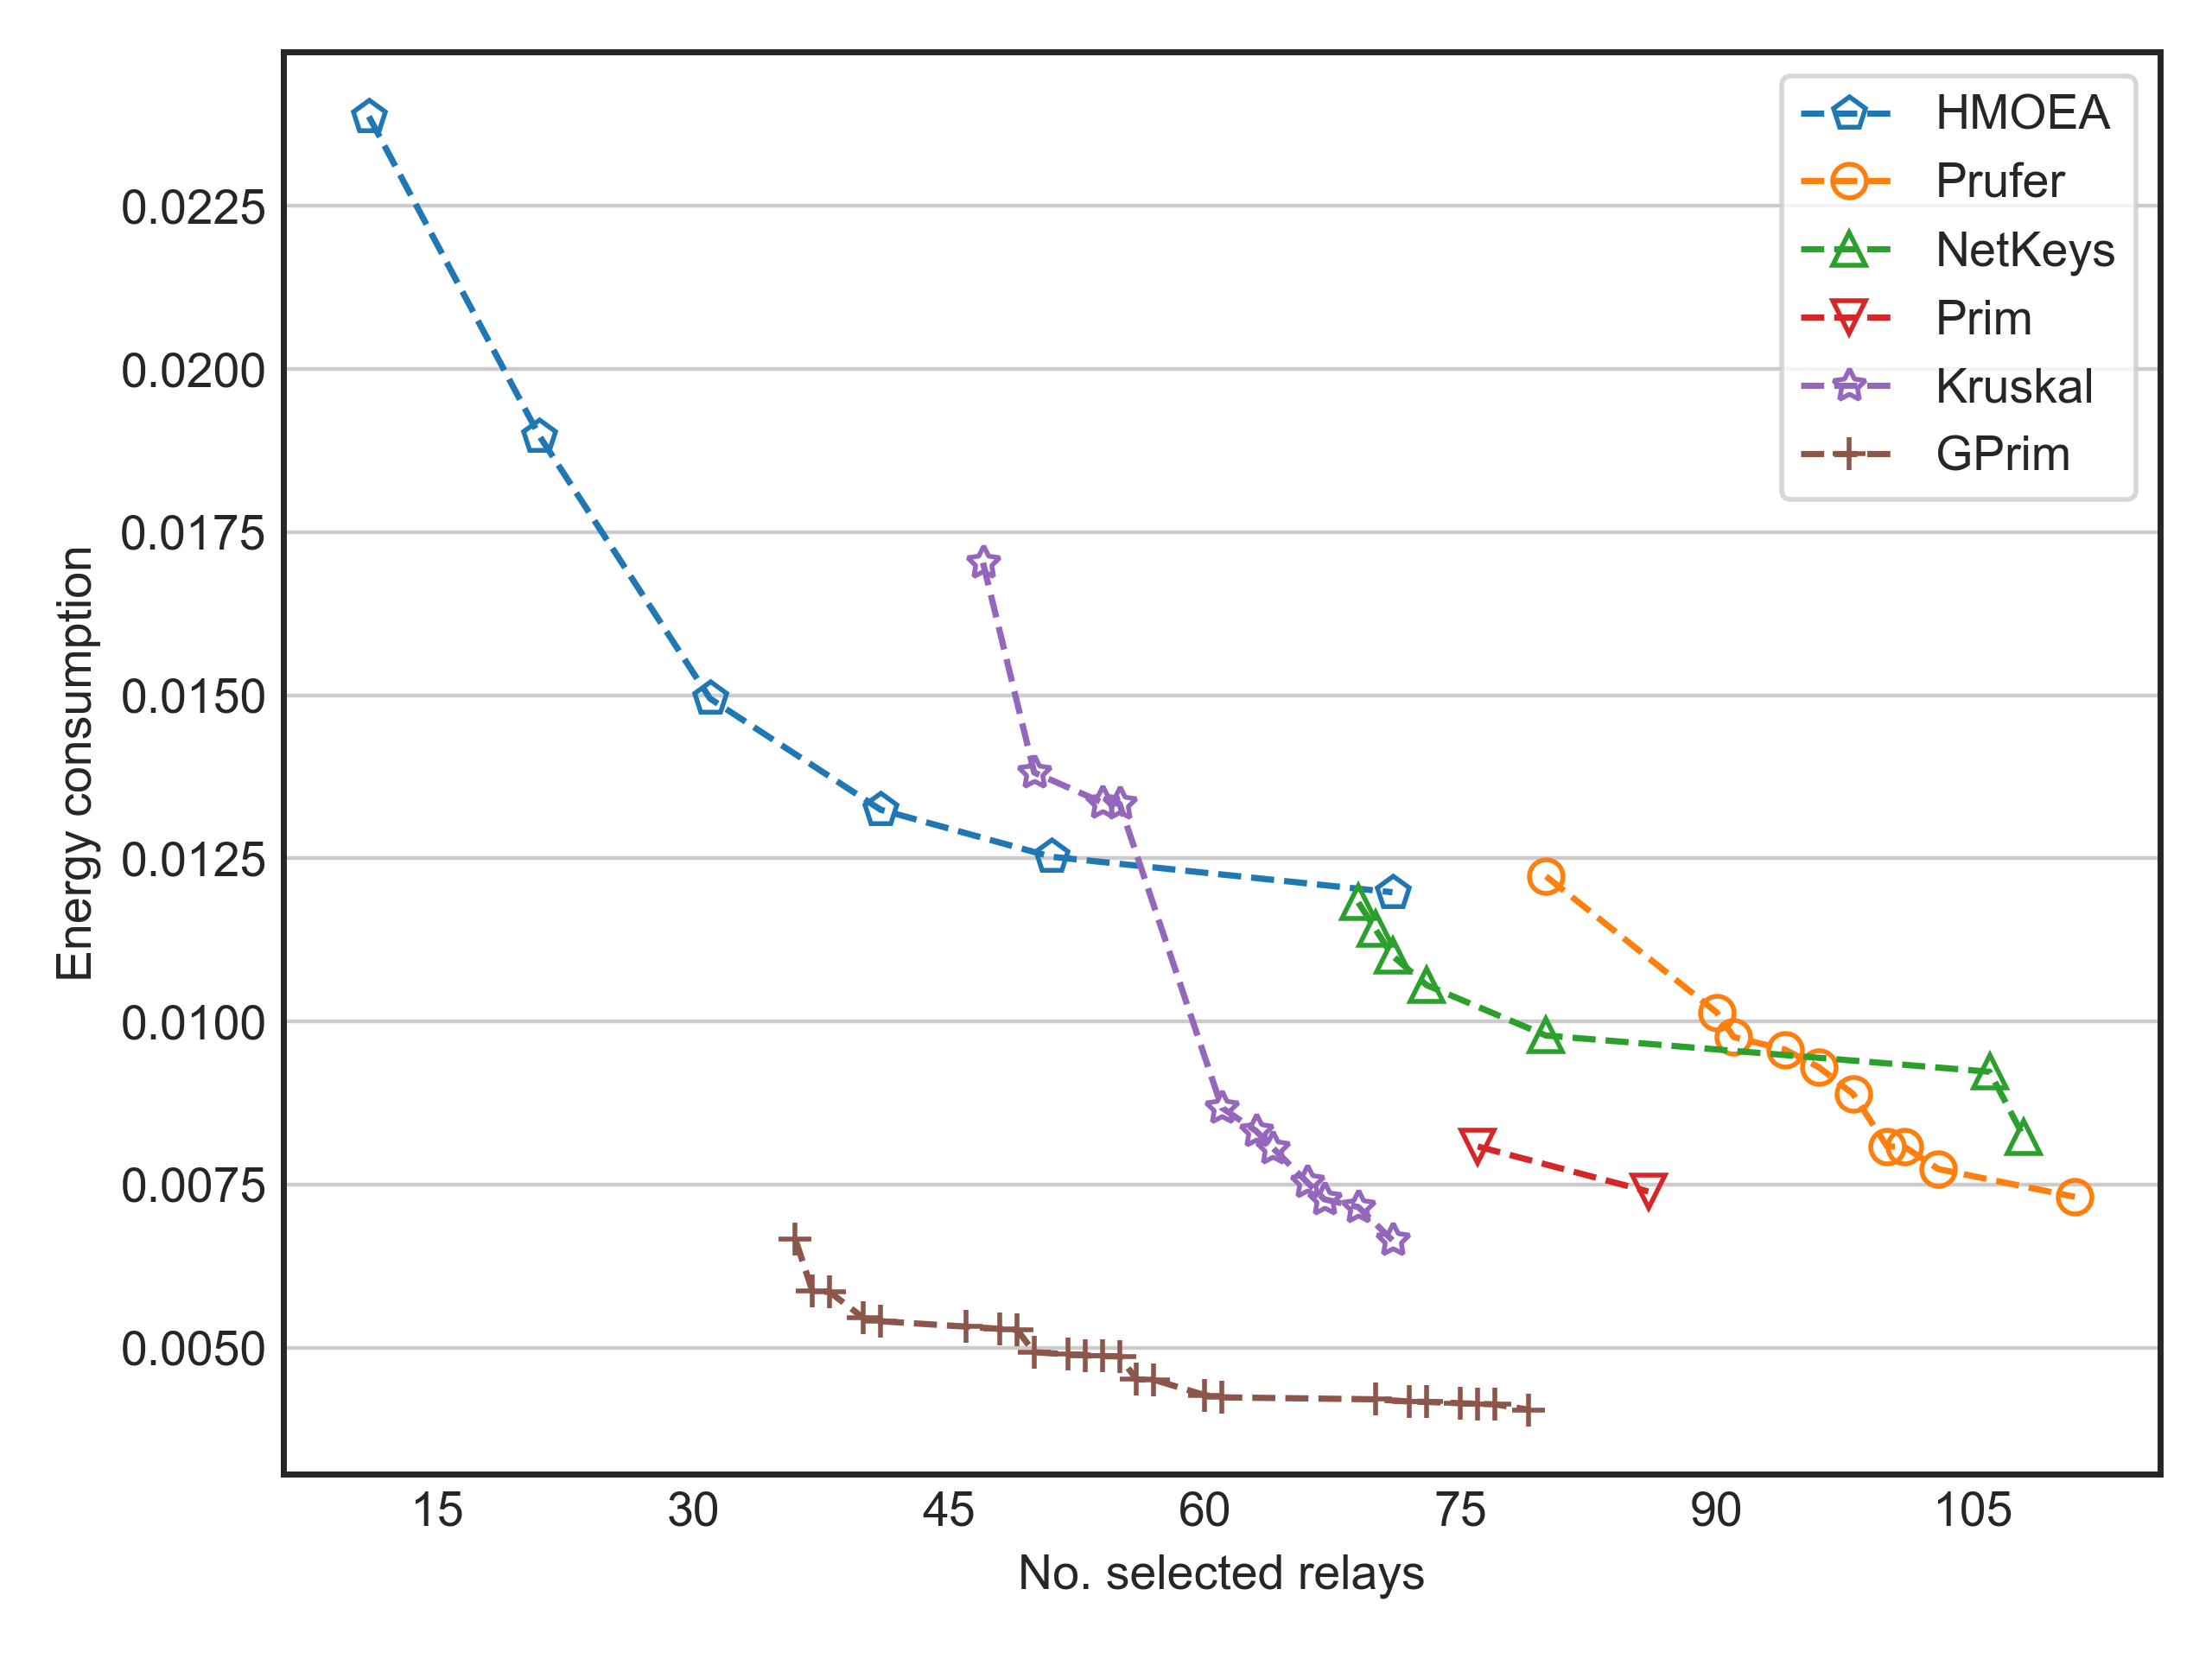 HMOEA
Prufer
NetKeys
Prim
Kruskal
GPrim
Energy consumption
0.0225
0.0200
0.0175
0.0150
0.0125
0.0100
0.0075
0.0050
15 30 45 60 75 90 105
No. selected relays